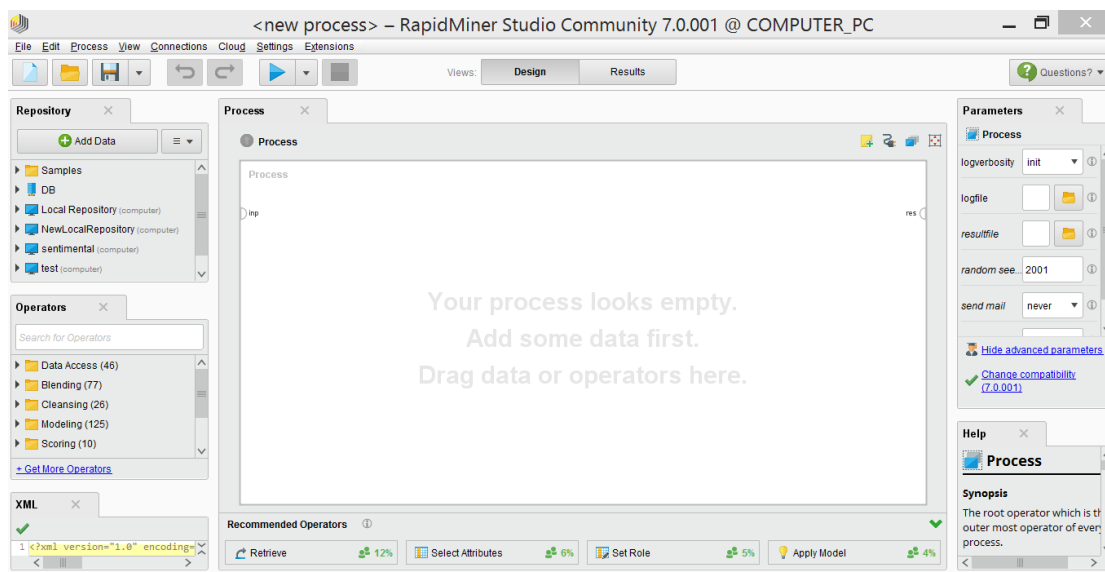 <new process> – RapidMiner Studio Community 7.0.001 @ COMPUTER_PC
File Edit Process View Connections Cloud Settings Extensions
Views: Design Results Questions?
Repository
Add Data
Samples
DB
Local Repository (computer)
NewLocalRepository (computer)
sentimental (computer)
test (computer)
Operators
Search for Operators
Data Access (46)
Blending (77)
Cleansing (26)
Modeling (125)
Scoring (10)
+ Get More Operators
XML
1 <?xml version="1.0" encoding=
Process
Process
Process
inp res
Your process looks empty.
Add some data first.
Drag data or operators here.
Recommended Operators
Retrieve 12% Select Attributes 6% Set Role 5% Apply Model 4%
Parameters
Process
logverbosity init
logfile
resultfile
random see... 2001
send mail never
Hide advanced parameters
Change compatibility
(7.0.001)
Help
Process
Synopsis
The root operator which is th
outer most operator of every
process.